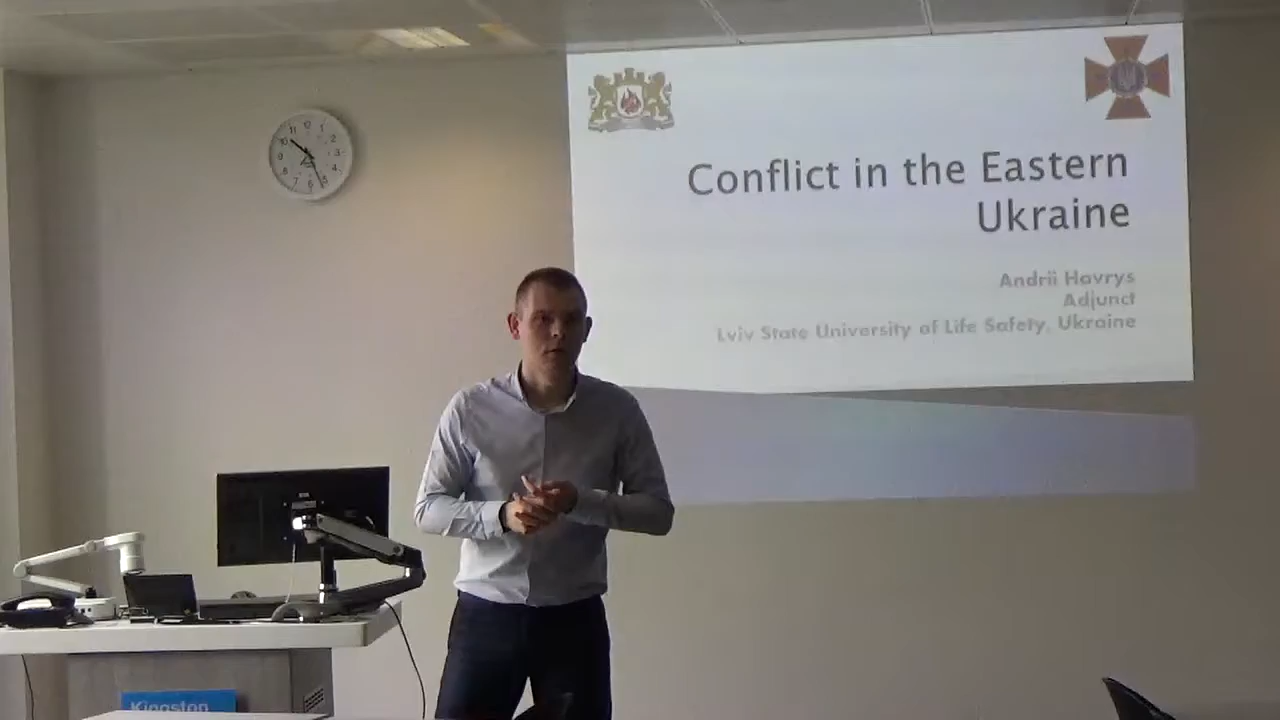 Conflict in the Eastern
Ukraine
Andrii Havrys
Adjunct
Lviv State University of Life Safety, Ukraine
Kingston